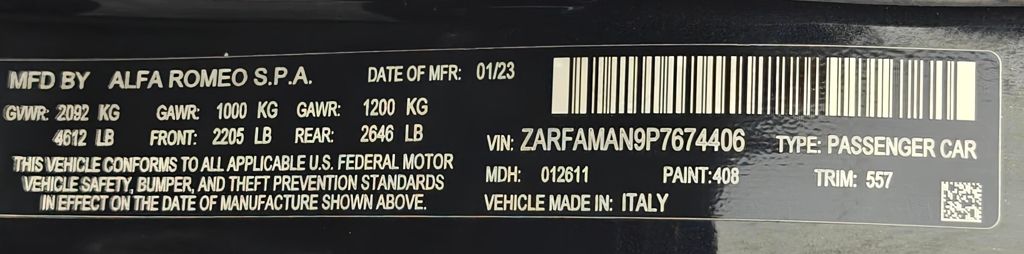 MFD BY ALFA ROMEO S.P.A. DATE OF MFR: 01/23
GVWR: 2092 KG GAWR: 1000 KG GAWR: 1200 KG
4612 LB FRONT: 2205 LB REAR: 2646 LB
THIS VEHICLE CONFORMS TO ALL APPLICABLE U.S. FEDERAL MOTOR
VEHICLE SAFETY, BUMPER, AND THEFT PREVENTION STANDARDS
IN EFFECT ON THE DATE OF MANUFACTURE SHOWN ABOVE.
VIN: ZARFAMAN9P7674406 TYPE: PASSENGER CAR
MDH: 012611 PAINT:408 TRIM: 557
VEHICLE MADE IN: ITALY